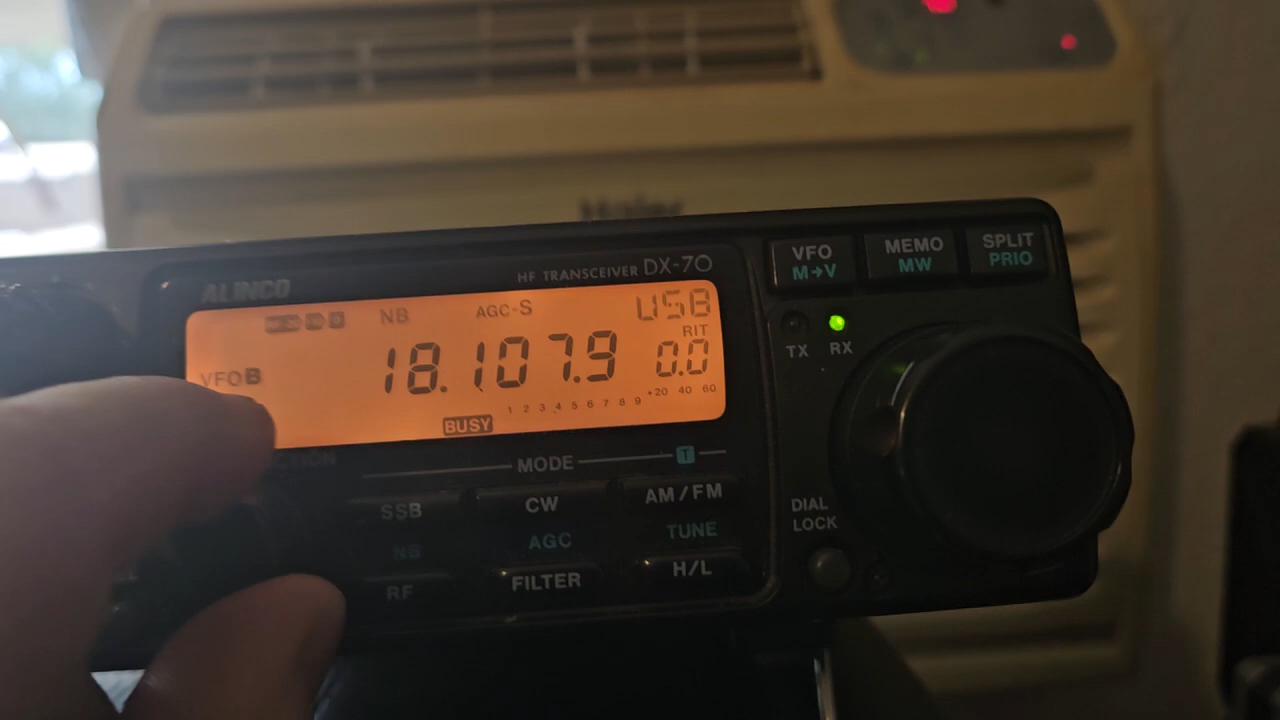 Haier
ALINCO
HF TRANSCEIVER DX-70
VFO
M→V
MEMO
MW
SPLIT
PRIO
NB
AGC-S
USB
RIT
VFOB
18.107.9
0.0
1 2 3 4 5 6 7 8 9 +20 40 60
BUSY
TX
RX
MODE
T
SSB
CW
AM/FM
NB
AGC
TUNE
RF
FILTER
H/L
DIAL
LOCK